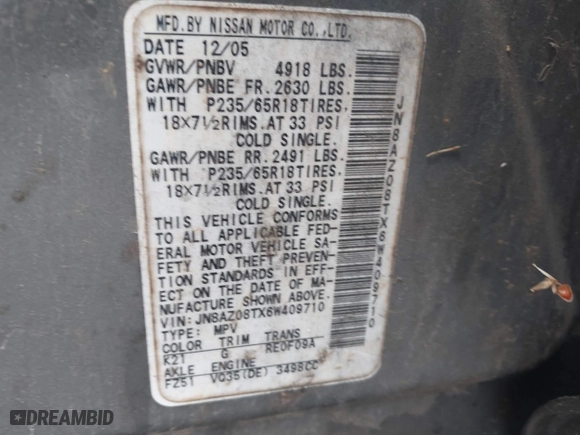 MFD.BY NISSAN MOTOR CO.,LTD.
DATE 12/05
GVWR/PNBV 4918 LBS.
GAWR/PNBE FR. 2630 LBS.
WITH P235/65R18TIRES.
18X7½RIMS.AT 33 PSI
COLD SINGLE.
GAWR/PNBE RR. 2491 LBS.
WITH P235/65R18TIRES.
18X7½RIMS.AT 33 PSI
COLD SINGLE.
THIS VEHICLE CONFORMS
TO ALL APPLICABLE FED-
ERAL MOTOR VEHICLE SA-
FETY AND THEFT PREVEN-
TION STANDARDS IN EFF-
ECT ON THE DATE OF MA-
NUFACTURE SHOWN ABOVE.
VIN: JN8AZ08TX6W409710
TYPE: MPV
COLOR TRIM TRANS
K21 G RE0F09A
AXLE ENGINE
FZ51 VQ35(DE) 3498CC
JN8AZ08TX6W409710
DREAMBID